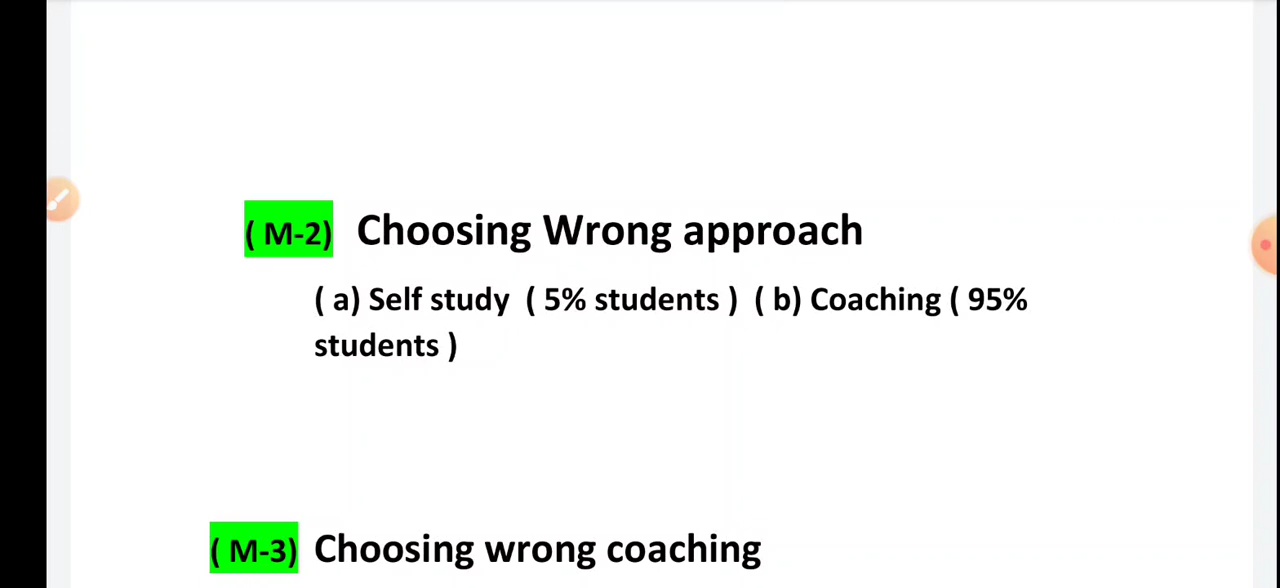 ( M-2) Choosing Wrong approach
( a) Self study ( 5% students ) ( b) Coaching ( 95%
students )
( M-3) Choosing wrong coaching